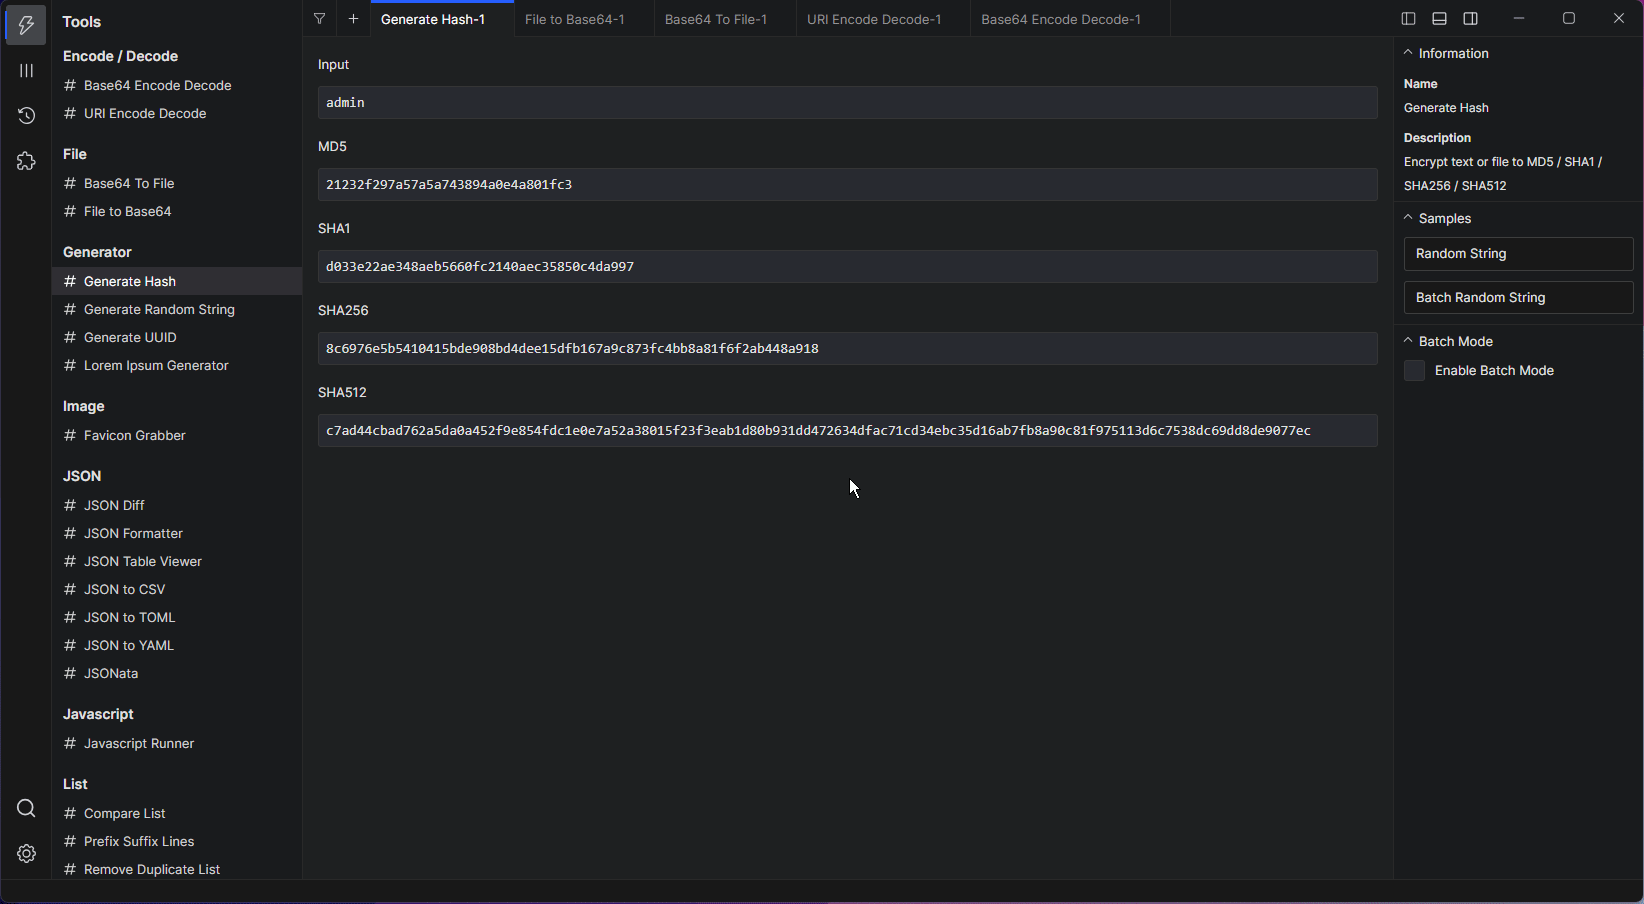 Tools
Encode / Decode
# Base64 Encode Decode
# URI Encode Decode
File
# Base64 To File
# File to Base64
Generator
# Generate Hash
# Generate Random String
# Generate UUID
# Lorem Ipsum Generator
Image
# Favicon Grabber
JSON
# JSON Diff
# JSON Formatter
# JSON Table Viewer
# JSON to CSV
# JSON to TOML
# JSON to YAML
# JSONata
Javascript
# Javascript Runner
List
# Compare List
# Prefix Suffix Lines
# Remove Duplicate List
Generate Hash-1
File to Base64-1
Base64 To File-1
URI Encode Decode-1
Base64 Encode Decode-1
Input
admin
MD5
21232f297a57a5a743894a0e4a801fc3
SHA1
d033e22ae348aeb5660fc2140aec35850c4da997
SHA256
8c6976e5b5410415bde908bd4dee15dfb167a9c873fc4bb8a81f6f2ab448a918
SHA512
c7ad44cbad762a5da0a452f9e854fdc1e0e7a52a38015f23f3eab1d80b931dd472634dfac71cd34ebc35d16ab7fb8a90c81f975113d6c7538dc69dd8de9077ec
Information
Name
Generate Hash
Description
Encrypt text or file to MD5 / SHA1 /
SHA256 / SHA512
Samples
Random String
Batch Random String
Batch Mode
Enable Batch Mode